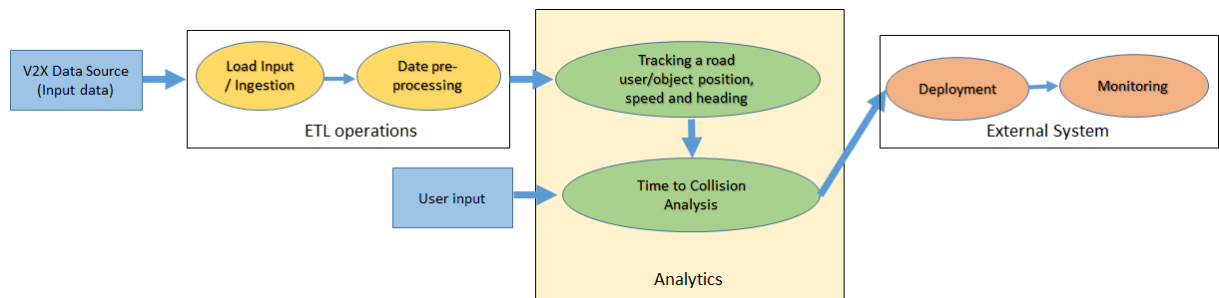 V2X Data Source
(Input data)
Load Input
/ Ingestion
Date pre-
processing
ETL operations
Tracking a road
user/object position,
speed and heading
User input
Time to Collision
Analysis
Analytics
Deployment
Monitoring
External System